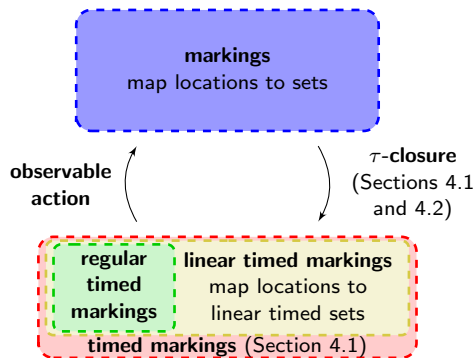 markings
map locations to sets
observable
action
τ-closure
(Sections 4.1
and 4.2)
regular
timed
markings
linear timed markings
map locations to
linear timed sets
timed markings (Section 4.1)